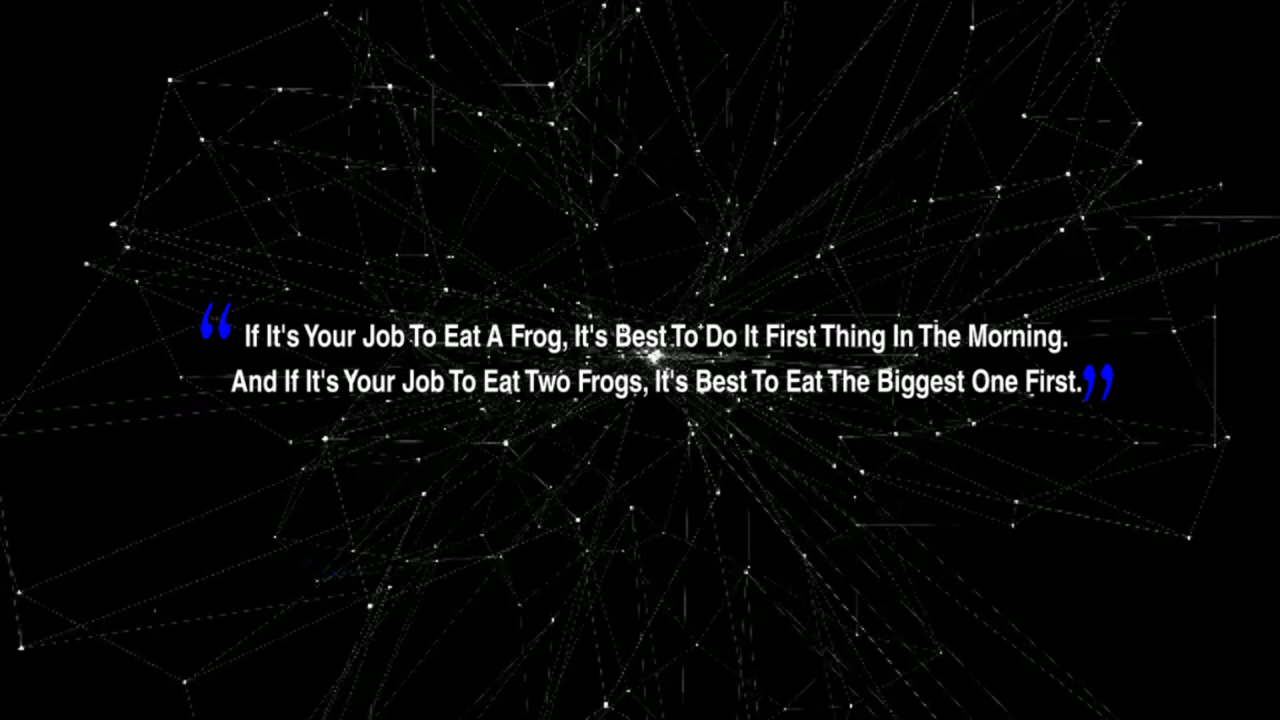 “ If It's Your Job To Eat A Frog, It's Best To Do It First Thing In The Morning.
And If It's Your Job To Eat Two Frogs, It's Best To Eat The Biggest One First.”